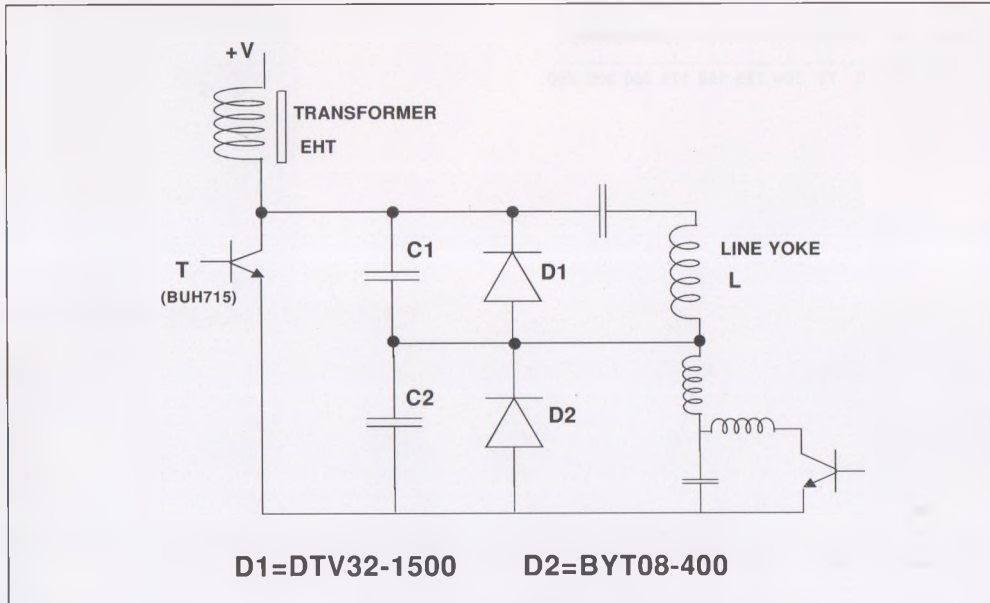 +V
TRANSFORMER
EHT
T
(BUH715)
C1
D1
LINE YOKE
L
C2
D2
D1=DTV32-1500 D2=BYT08-400